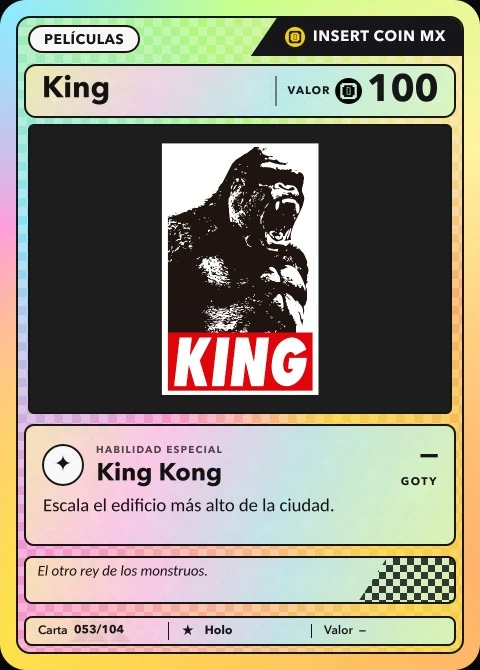 PELÍCULAS
INSERT COIN MX
King
VALOR 100
KING
HABILIDAD ESPECIAL
King Kong
—
GOTY
Escala el edificio más alto de la ciudad.
El otro rey de los monstruos.
Carta 053/104 ★ Holo Valor –